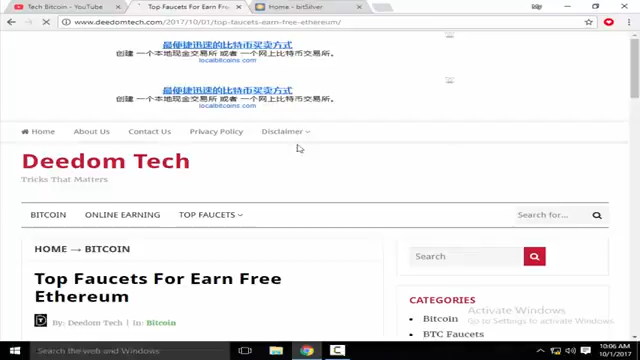 Tech Bitcoin - YouTube
Top Faucets For Earn Fre
Home - bitSilver
www.deedomtech.com/2017/10/01/top-faucets-earn-free-ethereum/
最便捷迅速的比特币买卖方式
创建 一个本地现金交易所 或者 一个网上比特币交易所。
localbitcoins.com
最便捷迅速的比特币买卖方式
创建 一个本地现金交易所 或者 一个网上比特币交易所。
localbitcoins.com
Home About Us Contact Us Privacy Policy Disclaimer
Deedom Tech
Tricks That Matters
BITCOIN ONLINE EARNING TOP FAUCETS Search for...
HOME → BITCOIN
Search
Top Faucets For Earn Free
Ethereum
By: Deedom Tech | In: Bitcoin
CATEGORIES
Bitcoin
BTC Faucets
Activate Windows
Go to Settings to activate Windows.
Search the web and Windows
10:06 AM
10/1/2017